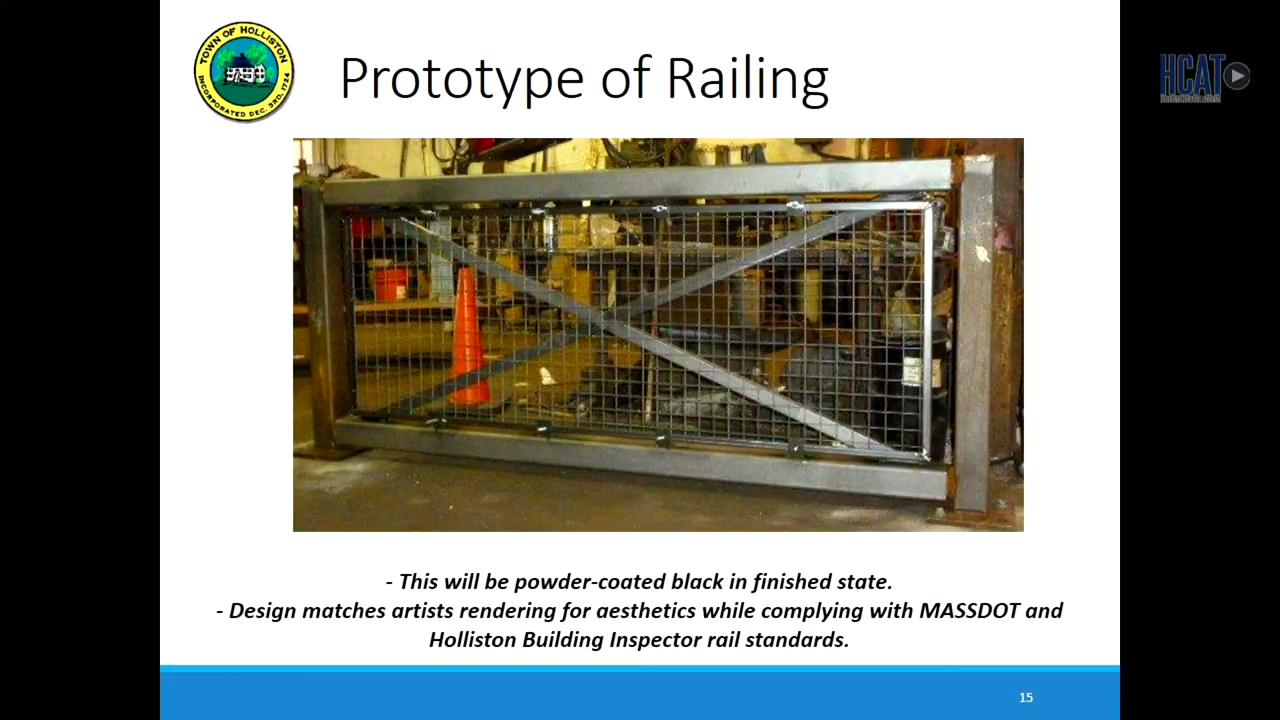 TOWN OF HOLLISTON
INCORPORATED DEC. 3RD, 1724
Prototype of Railing
HCAT
- This will be powder-coated black in finished state.
- Design matches artists rendering for aesthetics while complying with MASSDOT and
Holliston Building Inspector rail standards.
15